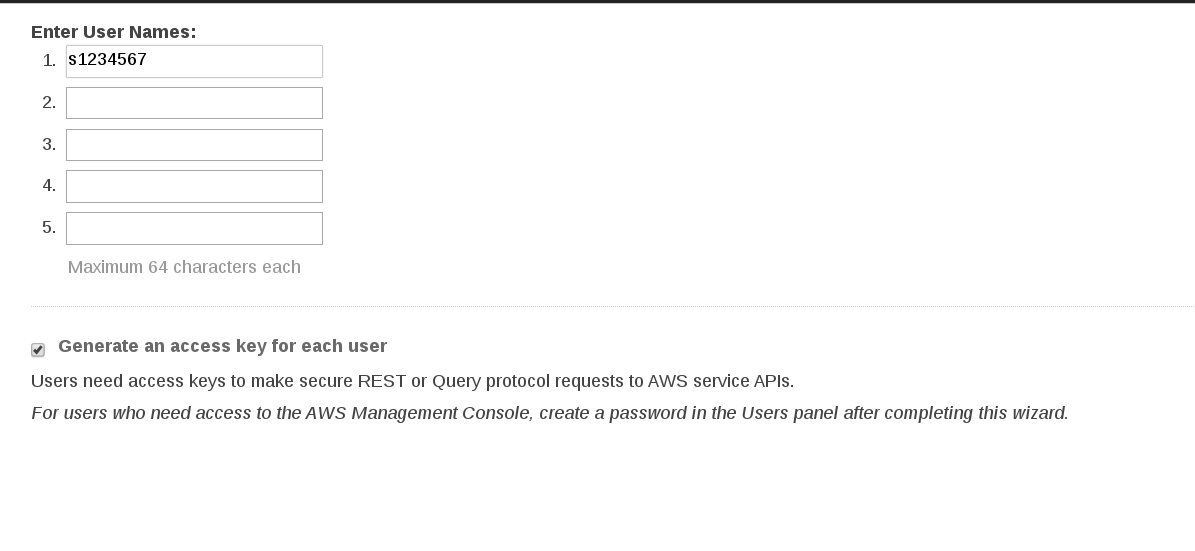 Enter User Names:
1. s1234567
2.
3.
4.
5.
Maximum 64 characters each
Generate an access key for each user
Users need access keys to make secure REST or Query protocol requests to AWS service APIs.
For users who need access to the AWS Management Console, create a password in the Users panel after completing this wizard.